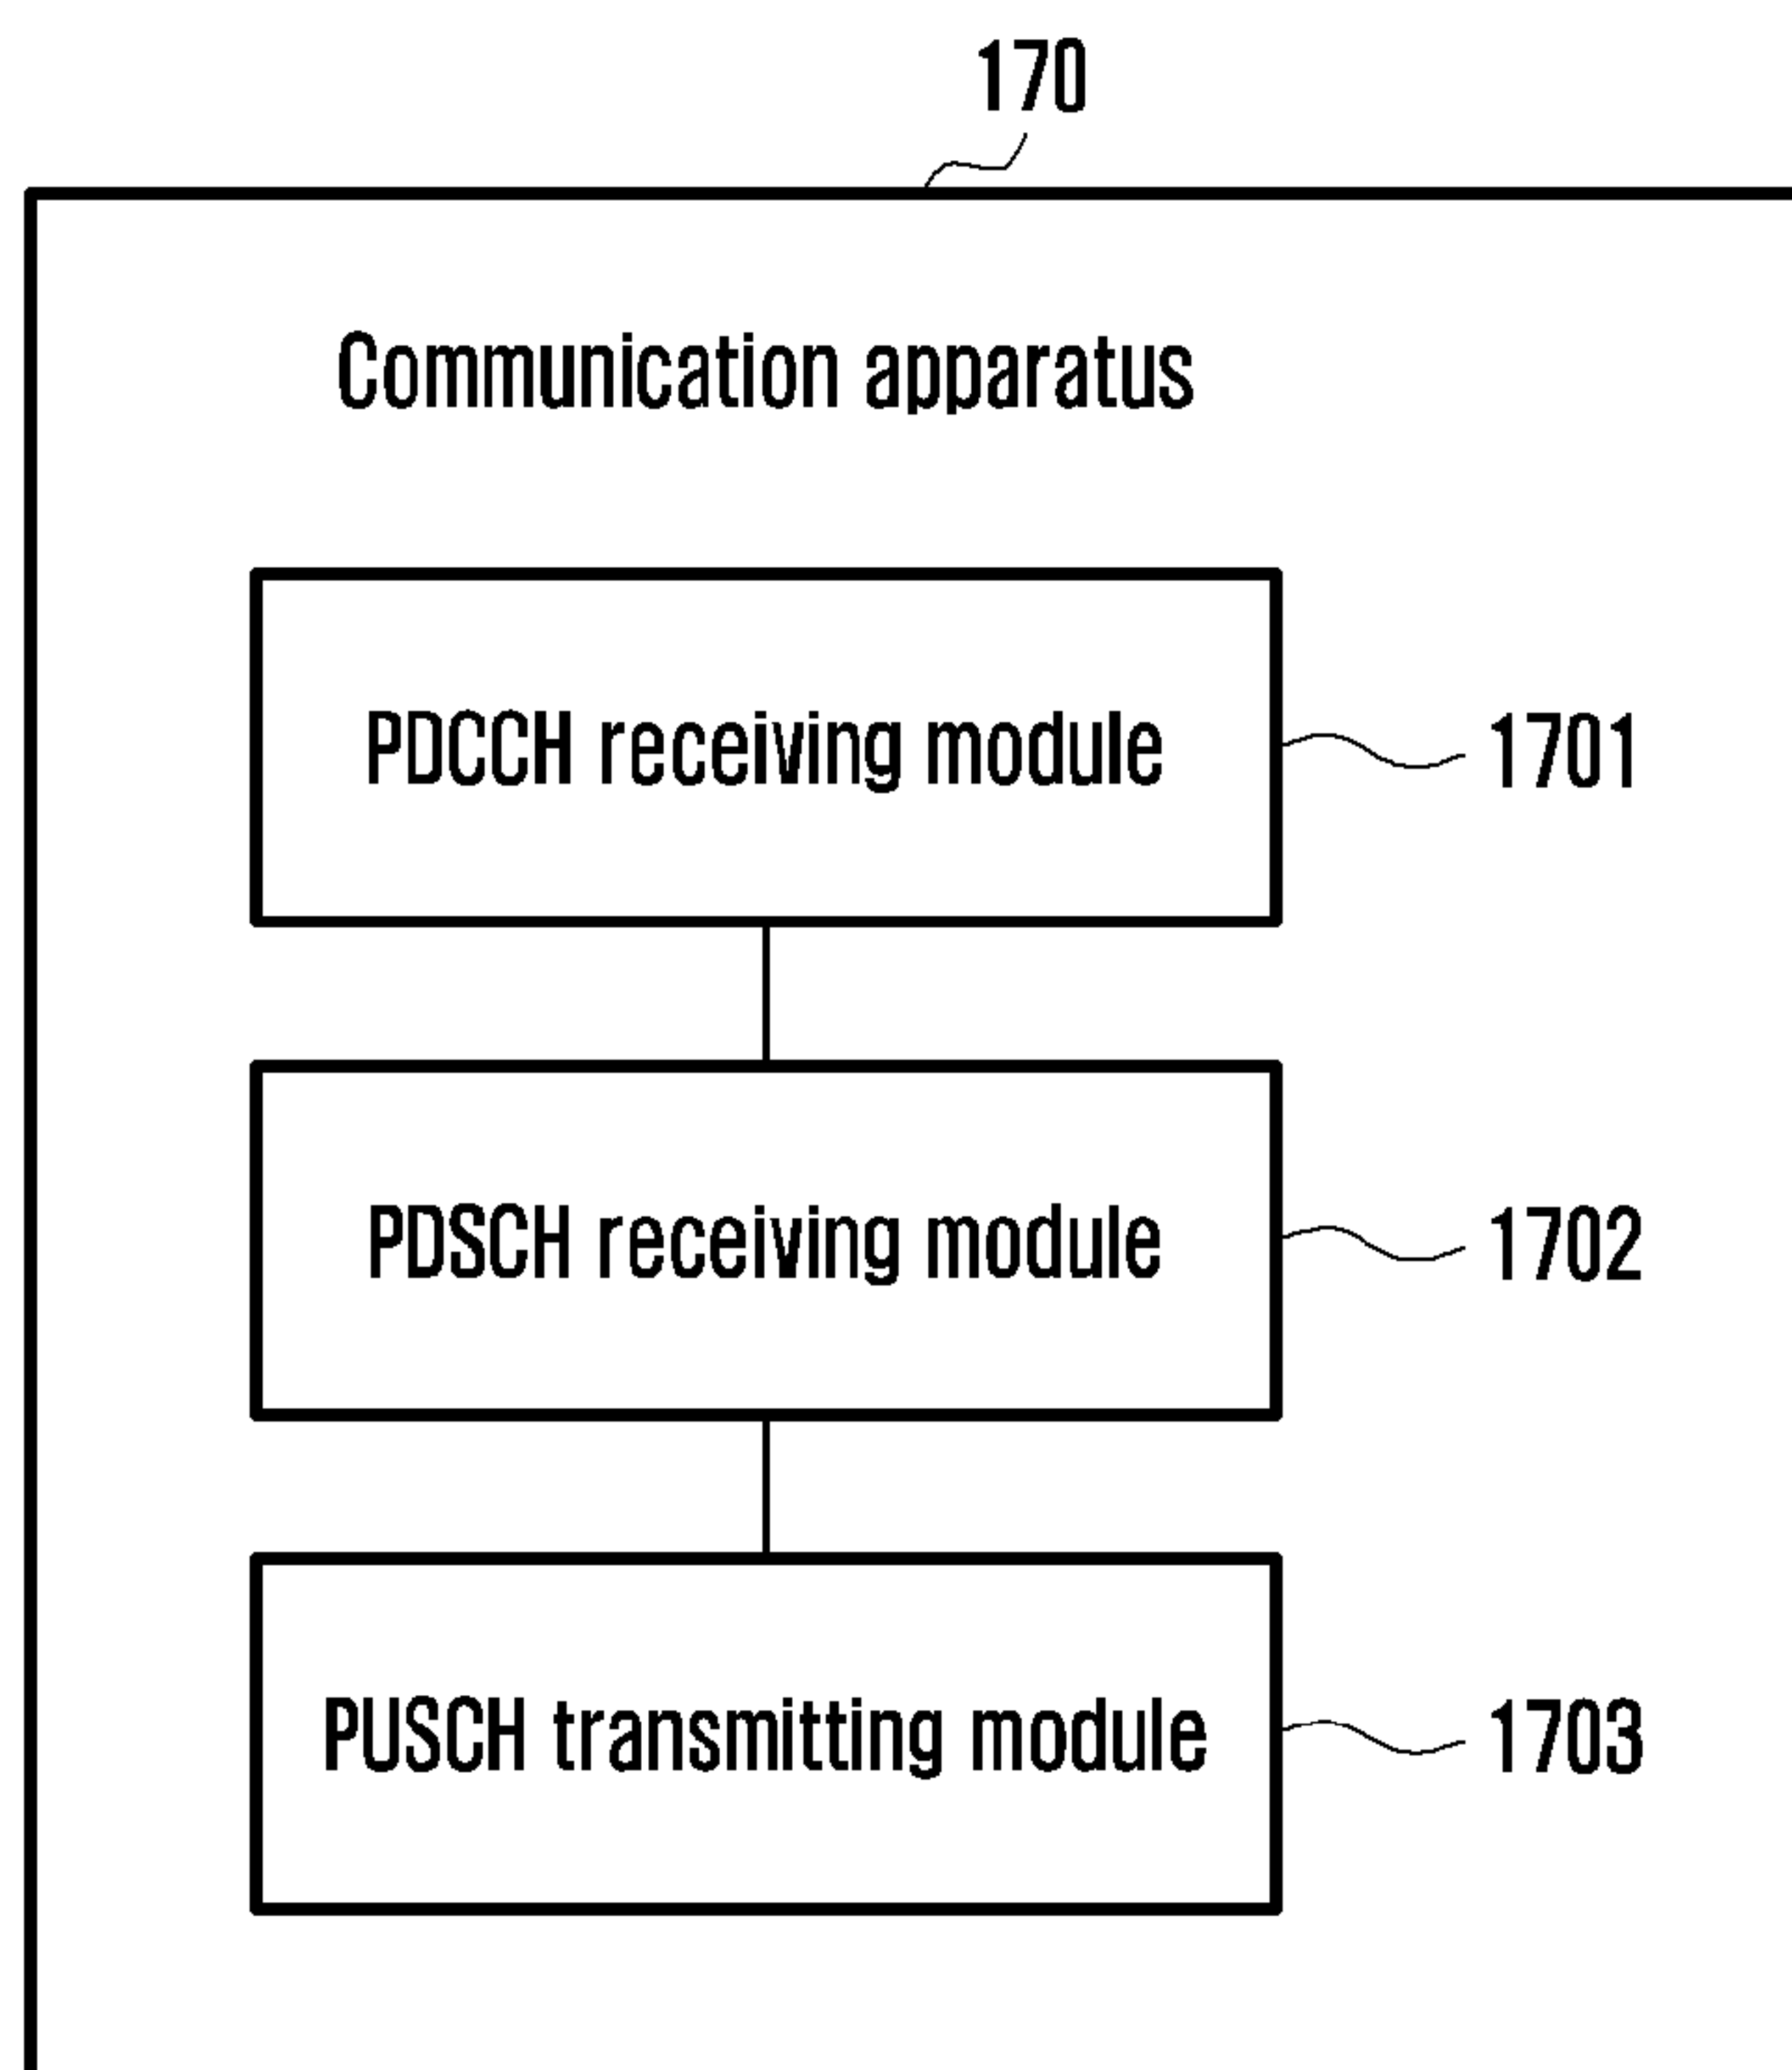 170
Communication apparatus
PDCCH receiving module
1701
PDSCH receiving module
1702
PUSCH transmitting module
1703